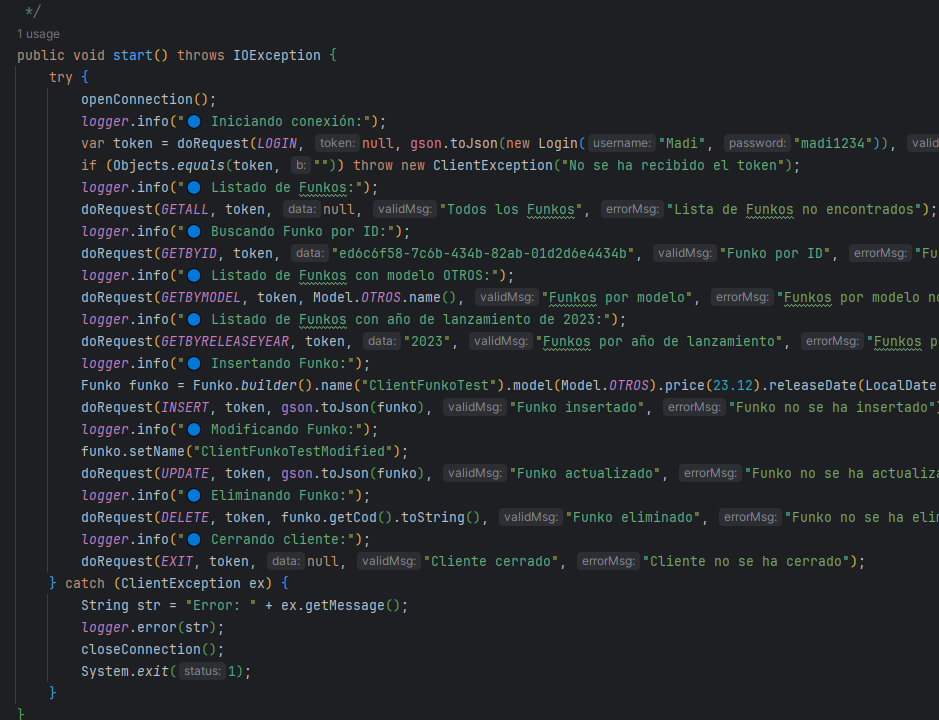 */
1 usage
public void start() throws IOException {
try {
openConnection();
logger.info("🔵 Iniciando conexión:");
var token = doRequest(LOGIN, token: null, gson.toJson(new Login( username: "Madi", password: "madi1234")), valid
if (Objects.equals(token, b: "")) throw new ClientException("No se ha recibido el token");
logger.info("🔵 Listado de Funkos:");
doRequest(GETALL, token, data: null, validMsg: "Todos los Funkos", errorMsg: "Lista de Funkos no encontrados");
logger.info("🔵 Buscando Funko por ID:");
doRequest(GETBYID, token, data: "ed6c6f58-7c6b-434b-82ab-01d2d6e4434b", validMsg: "Funko por ID", errorMsg: "Fu
logger.info("🔵 Listado de Funkos con modelo OTROS:");
doRequest(GETBYMODEL, token, Model.OTROS.name(), validMsg: "Funkos por modelo", errorMsg: "Funkos por modelo no
logger.info("🔵 Listado de Funkos con año de lanzamiento de 2023:");
doRequest(GETBYRELEASEYEAR, token, data: "2023", validMsg: "Funkos por año de lanzamiento", errorMsg: "Funkos p
logger.info("🔵 Insertando Funko:");
Funko funko = Funko.builder().name("ClientFunkoTest").model(Model.OTROS).price(23.12).releaseDate(LocalDate
doRequest(INSERT, token, gson.toJson(funko), validMsg: "Funko insertado", errorMsg: "Funko no se ha insertado")
logger.info("🔵 Modificando Funko:");
funko.setName("ClientFunkoTestModified");
doRequest(UPDATE, token, gson.toJson(funko), validMsg: "Funko actualizado", errorMsg: "Funko no se ha actualiza
logger.info("🔵 Eliminando Funko:");
doRequest(DELETE, token, funko.getCod().toString(), validMsg: "Funko eliminado", errorMsg: "Funko no se ha elim
logger.info("🔵 Cerrando cliente:");
doRequest(EXIT, token, data: null, validMsg: "Cliente cerrado", errorMsg: "Cliente no se ha cerrado");
} catch (ClientException ex) {
String str = "Error: " + ex.getMessage();
logger.error(str);
closeConnection();
System.exit( status: 1);
}
}